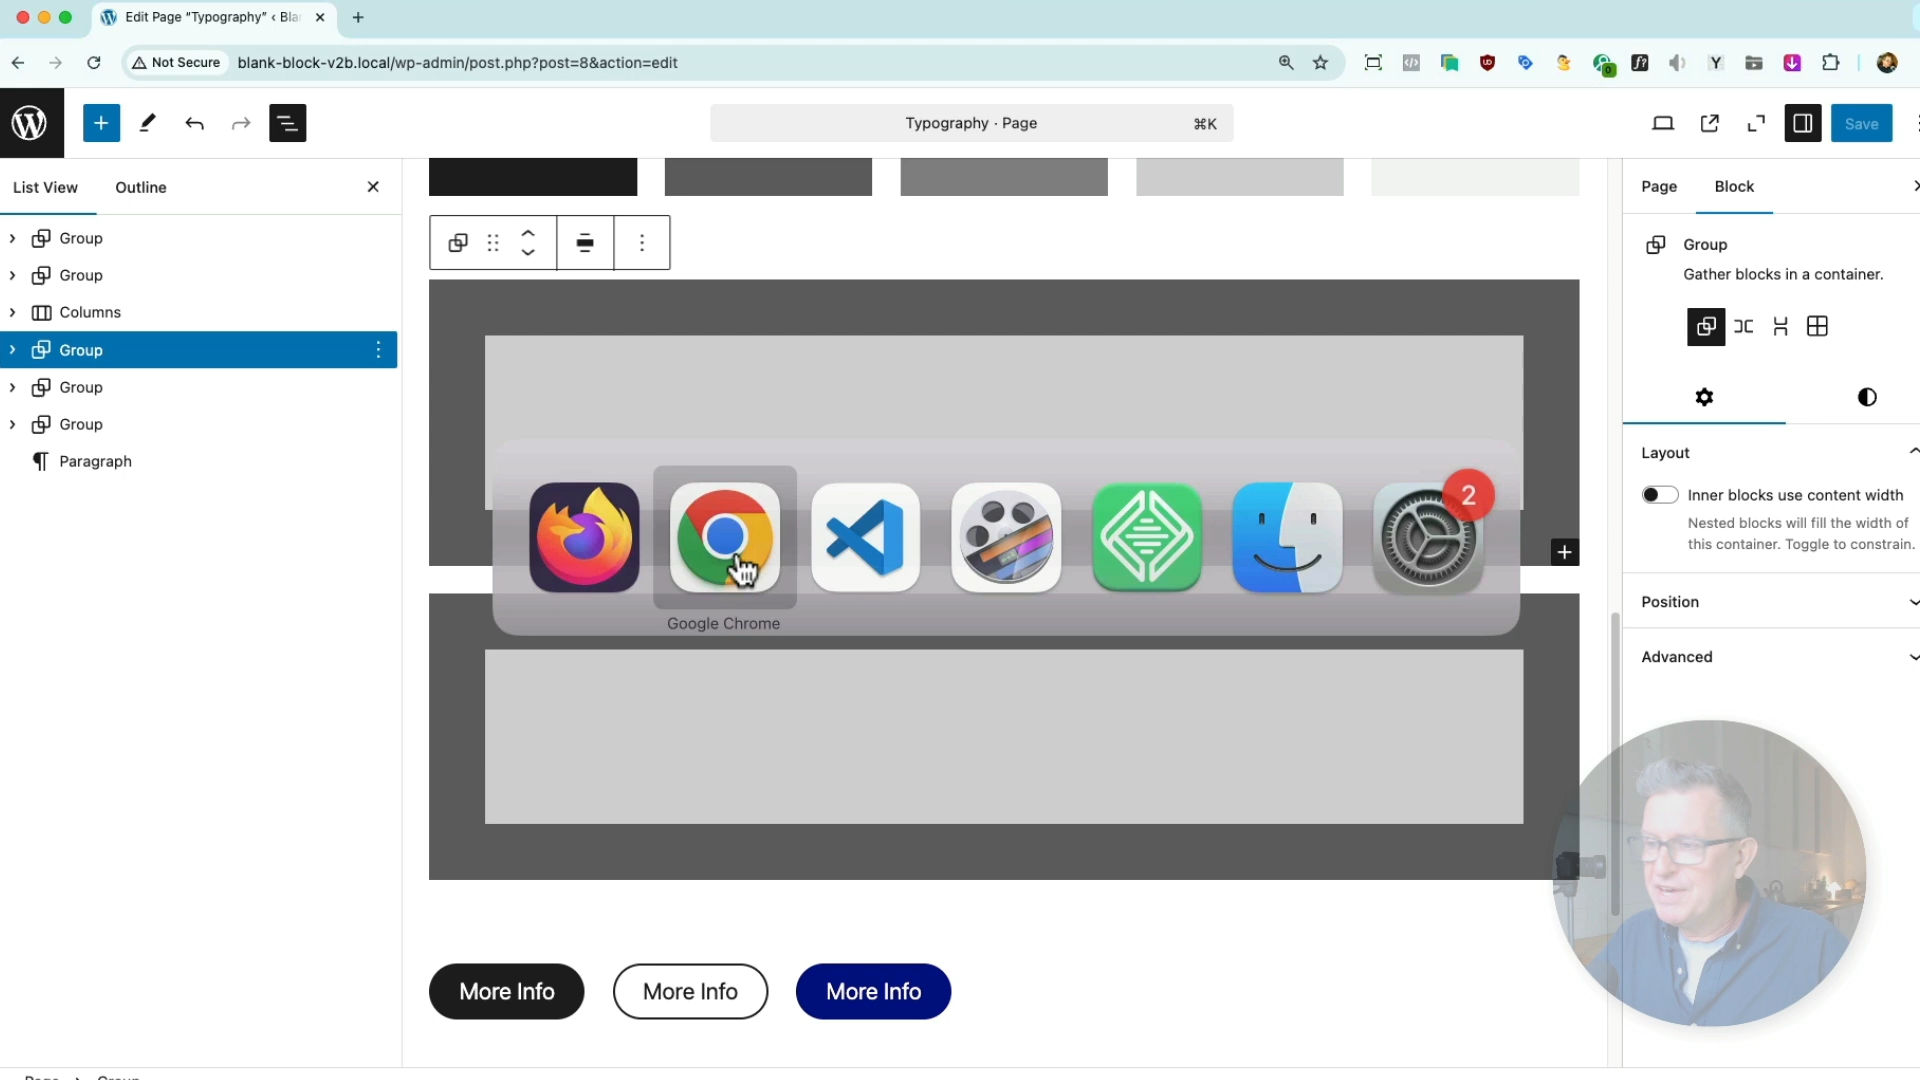 Edit Page “Typography” ‹ Bla
Not Secure
blank-block-v2b.local/wp-admin/post.php?post=8&action=edit
Typography · Page
⌘K
Save
List View
Outline
Group
Group
Columns
Group
Group
Group
Paragraph
Page
Block
Group
Gather blocks in a container.
Layout
Inner blocks use content width
Nested blocks will fill the width of
this container. Toggle to constrain.
Position
Advanced
2
Google Chrome
More Info
More Info
More Info
Page
Group